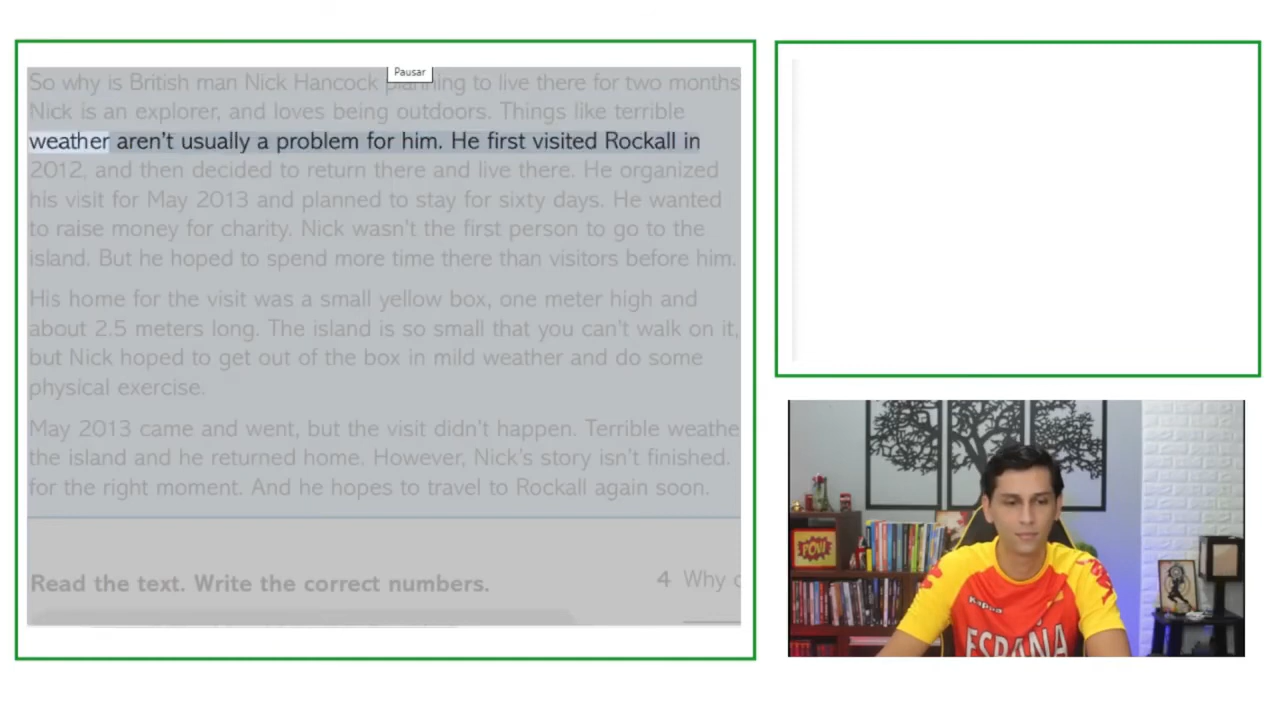 Pausar
So why is British man Nick Hancock planning to live there for two months
Nick is an explorer, and loves being outdoors. Things like terrible
weather aren't usually a problem for him. He first visited Rockall in
2012, and then decided to return there and live there. He organized
his visit for May 2013 and planned to stay for sixty days. He wanted
to raise money for charity. Nick wasn't the first person to go to the
island. But he hoped to spend more time there than visitors before him.
His home for the visit was a small yellow box, one meter high and
about 2.5 meters long. The island is so small that you can't walk on it,
but Nick hoped to get out of the box in mild weather and do some
physical exercise.
May 2013 came and went, but the visit didn't happen. Terrible weathe
the island and he returned home. However, Nick's story isn't finished.
for the right moment. And he hopes to travel to Rockall again soon.
Read the text. Write the correct numbers.
4 Why
POW
Kappa
ESPAÑA